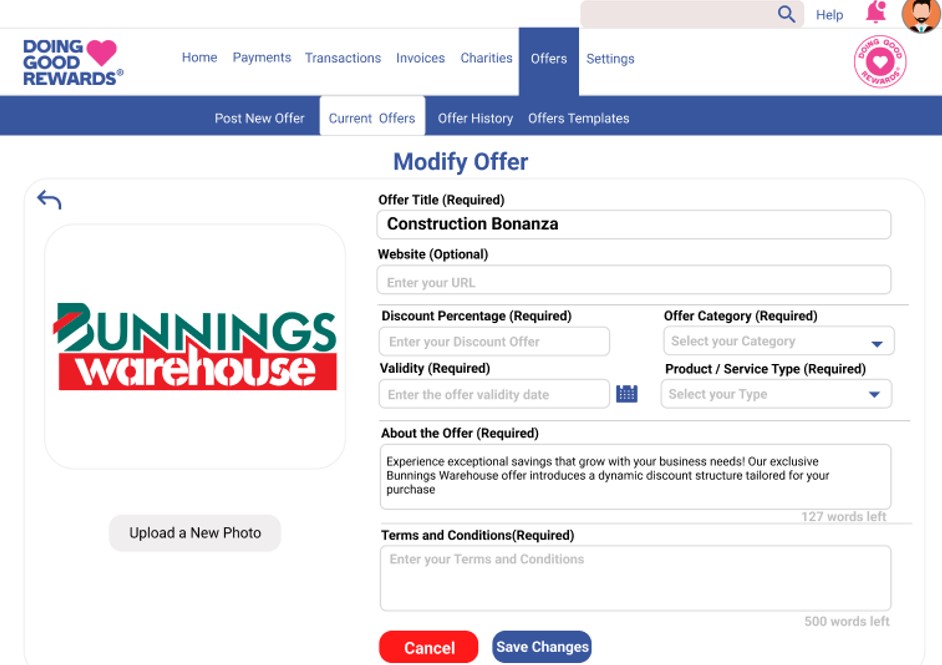 Help
DOING
GOOD
REWARDS®
Home Payments Transactions Invoices Charities Offers Settings
DOING GOOD REWARDS®
Post New Offer Current Offers Offer History Offers Templates
Modify Offer
Offer Title (Required)
Construction Bonanza
Website (Optional)
Enter your URL
Discount Percentage (Required) Offer Category (Required)
Enter your Discount Offer Select your Category
Validity (Required) Product / Service Type (Required)
Enter the offer validity date Select your Type
BUNNINGS
warehouse
About the Offer (Required)
Experience exceptional savings that grow with your business needs! Our exclusive
Bunnings Warehouse offer introduces a dynamic discount structure tailored for your
purchase
127 words left
Upload a New Photo
Terms and Conditions(Required)
Enter your Terms and Conditions
500 words left
Cancel Save Changes